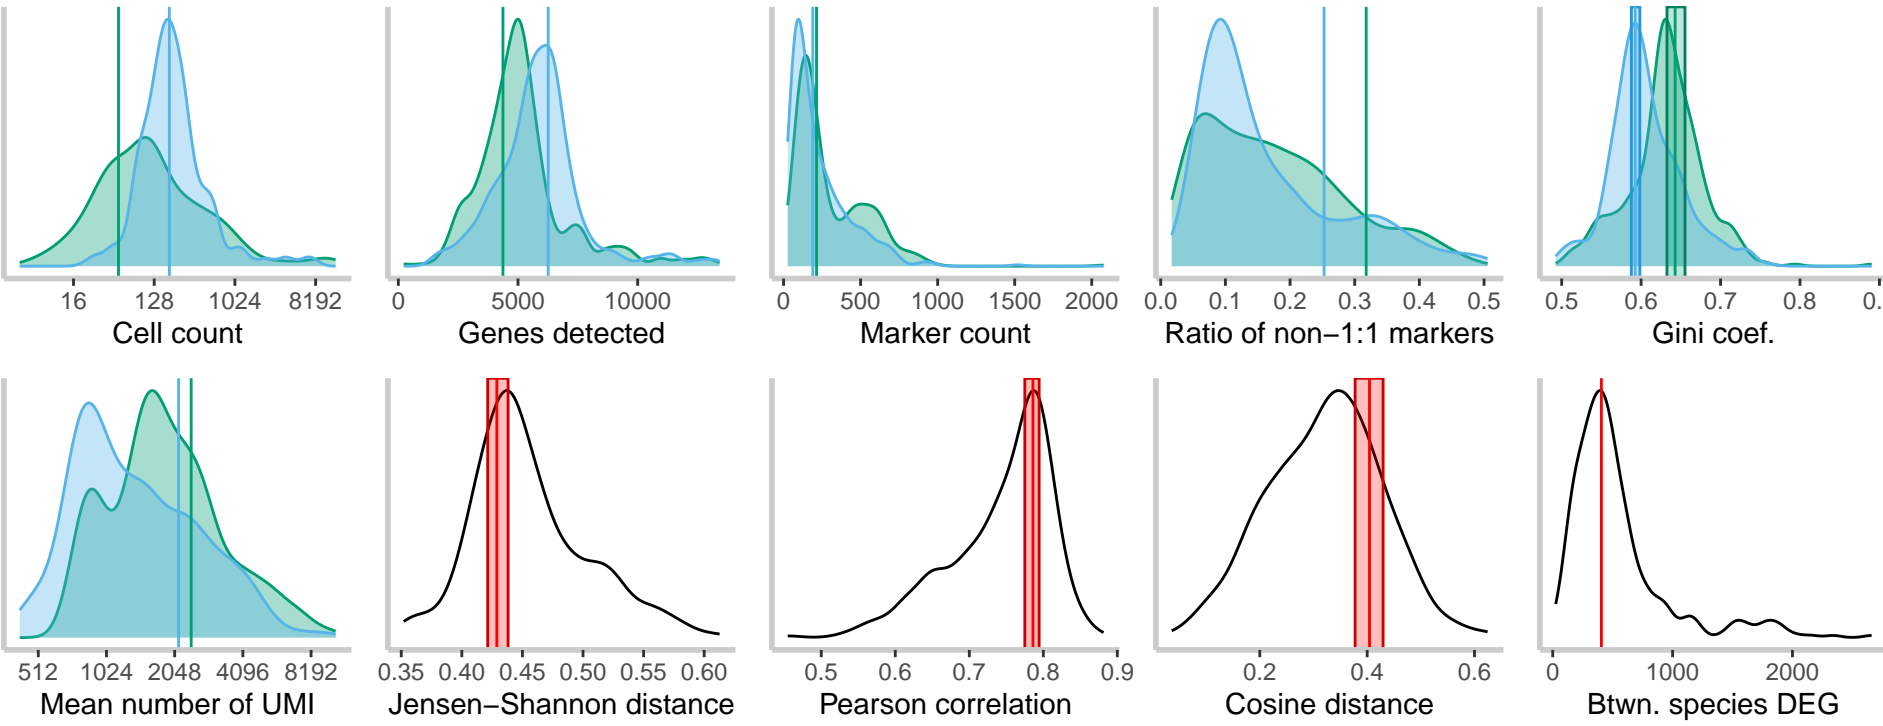 16 128 1024 8192
Cell count
0 5000 10000
Genes detected
0 500 1000 1500 2000
Marker count
0.0 0.1 0.2 0.3 0.4 0.5
Ratio of non−1:1 markers
0.5 0.6 0.7 0.8 0.
Gini coef.
512 1024 2048 4096 8192
Mean number of UMI
0.35 0.40 0.45 0.50 0.55 0.60
Jensen−Shannon distance
0.5 0.6 0.7 0.8 0.9
Pearson correlation
0.2 0.4 0.6
Cosine distance
0 1000 2000
Btwn. species DEG